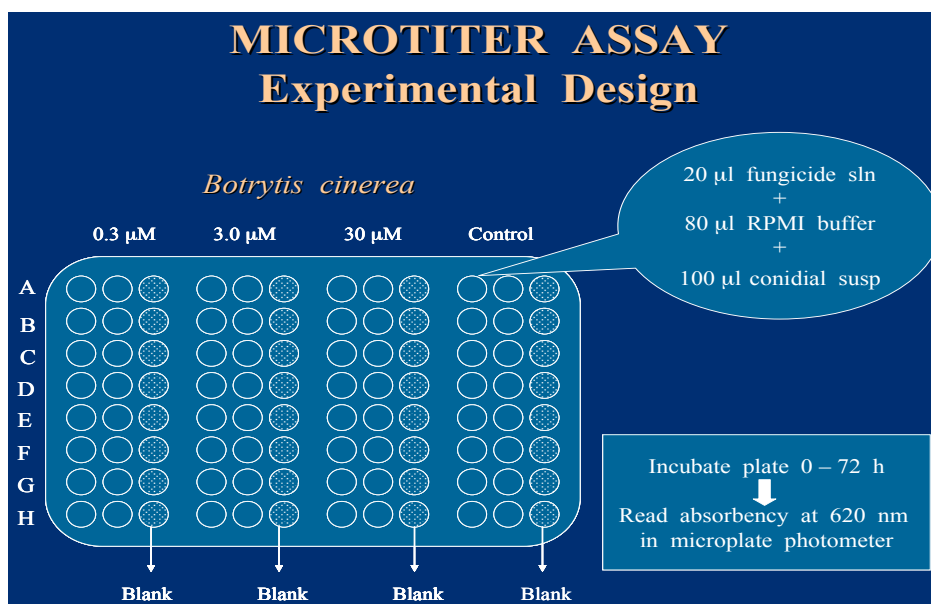 MICROTITER ASSAY
Experimental Design
Botrytis cinerea
0.3 µM 3.0 µM 30 µM Control
A
B
C
D
E
F
G
H
Blank Blank Blank Blank
20 µl fungicide sln
+
80 µl RPMI buffer
+
100 µl conidial susp
Incubate plate 0 – 72 h
Read absorbency at 620 nm
in microplate photometer